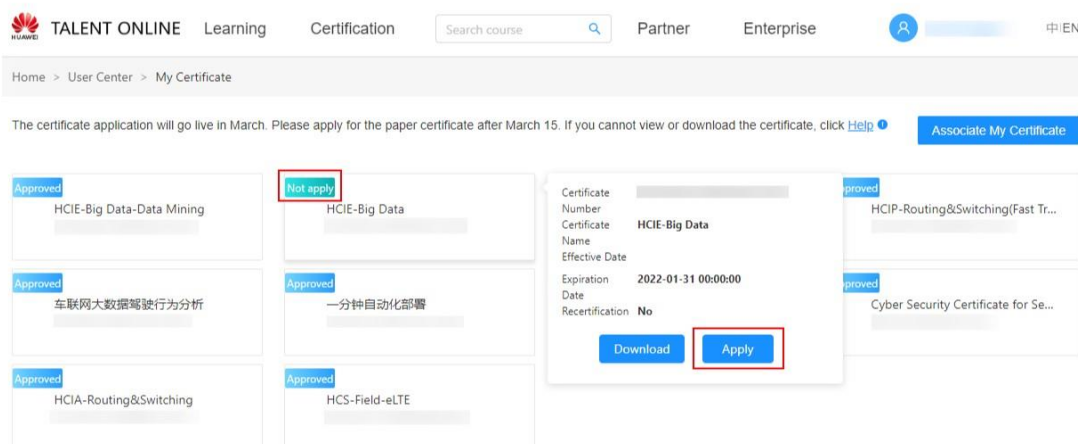 HUAWEI TALENT ONLINE Learning Certification Search course Partner Enterprise 中|EN
Home > User Center > My Certificate
The certificate application will go live in March. Please apply for the paper certificate after March 15. If you cannot view or download the certificate, click Help
Associate My Certificate
Approved
HCIE-Big Data-Data Mining
Not apply
HCIE-Big Data
Certificate Number
Certificate Name HCIE-Big Data
Effective Date
Expiration Date 2022-01-31 00:00:00
Recertification No
Download Apply
proved
HCIP-Routing&Switching(Fast Tr...
Approved
车联网大数据驾驶行为分析
Approved
一分钟自动化部署
proved
Cyber Security Certificate for Se...
Approved
HCIA-Routing&Switching
Approved
HCS-Field-eLTE